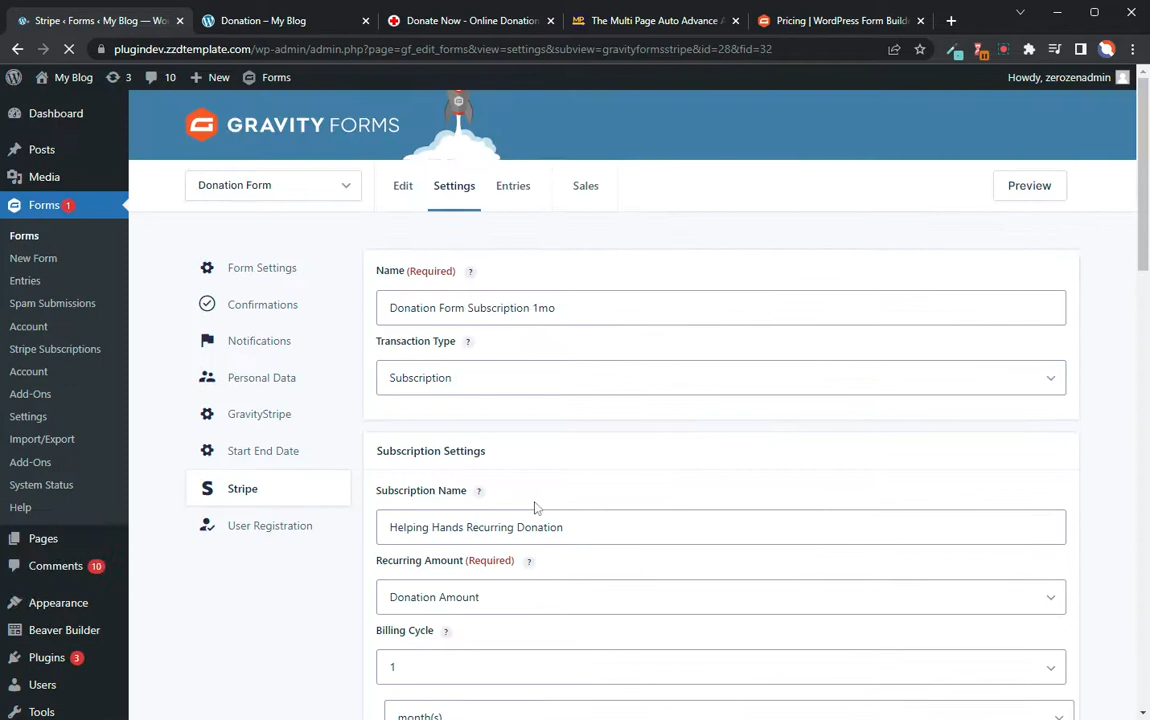 Stripe ‹ Forms ‹ My Blog — Wo
Donation – My Blog
Donate Now - Online Donation
MP The Multi Page Auto Advance
Pricing | WordPress Form Builde
plugindev.zzdtemplate.com/wp-admin/admin.php?page=gf_edit_forms&view=settings&subview=gravityformsstripe&id=28&fid=32
My Blog 3 10 New Forms
Howdy, zerozenadmin
Dashboard
Posts
Media
Forms 1
Forms
New Form
Entries
Spam Submissions
Account
Stripe Subscriptions
Account
Add-Ons
Settings
Import/Export
Add-Ons
System Status
Help
Pages
Comments 10
Appearance
Beaver Builder
Plugins 3
Users
Tools
GRAVITY FORMS
Donation Form
Edit
Settings
Entries
Sales
Preview
Form Settings
Confirmations
Notifications
Personal Data
GravityStripe
Start End Date
Stripe
User Registration
Name (Required) ?
Donation Form Subscription 1mo
Transaction Type ?
Subscription
Subscription Settings
Subscription Name ?
Helping Hands Recurring Donation
Recurring Amount (Required) ?
Donation Amount
Billing Cycle ?
1
month(s)